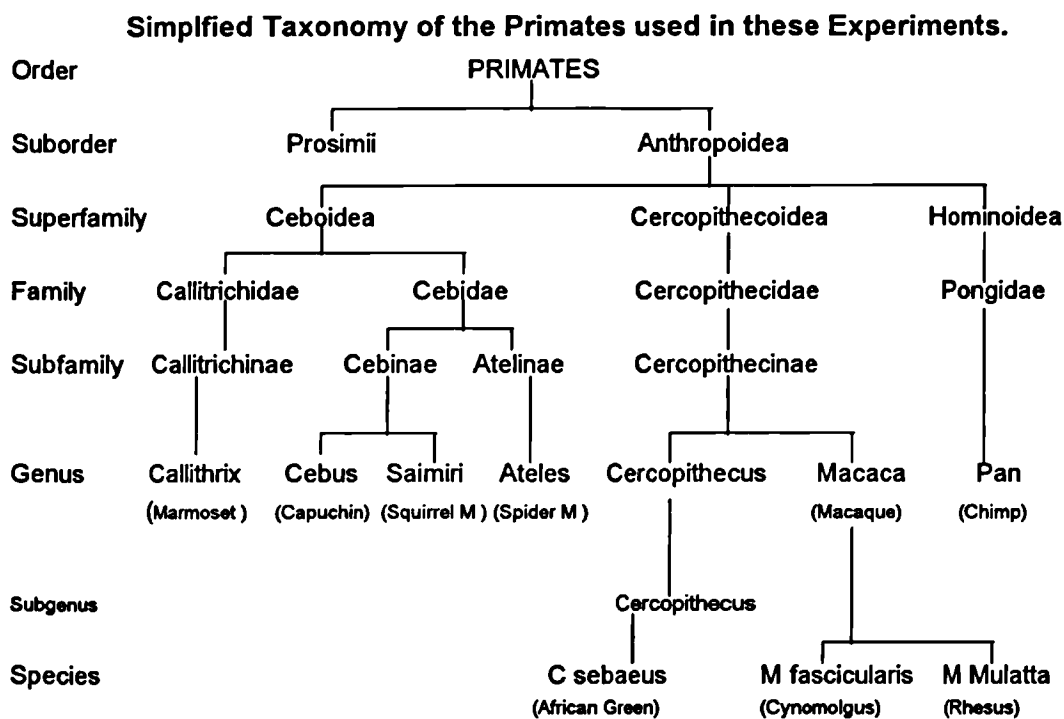 Simplfied Taxonomy of the Primates used in these Experiments.
Order PRIMATES
Suborder Prosimii Anthropoidea
Superfamily Ceboidea Cercopithecoidea Hominoidea
Family Callitrichidae Cebidae Cercopithecidae Pongidae
Subfamily Callitrichinae Cebinae Atelinae Cercopithecinae
Genus Callithrix Cebus Saimiri Ateles Cercopithecus Macaca Pan
(Marmoset ) (Capuchin) (Squirrel M ) (Spider M ) (Macaque) (Chimp)
Subgenus Cercopithecus
Species C sebaeus M fascicularis M Mulatta
(African Green) (Cynomolgus) (Rhesus)